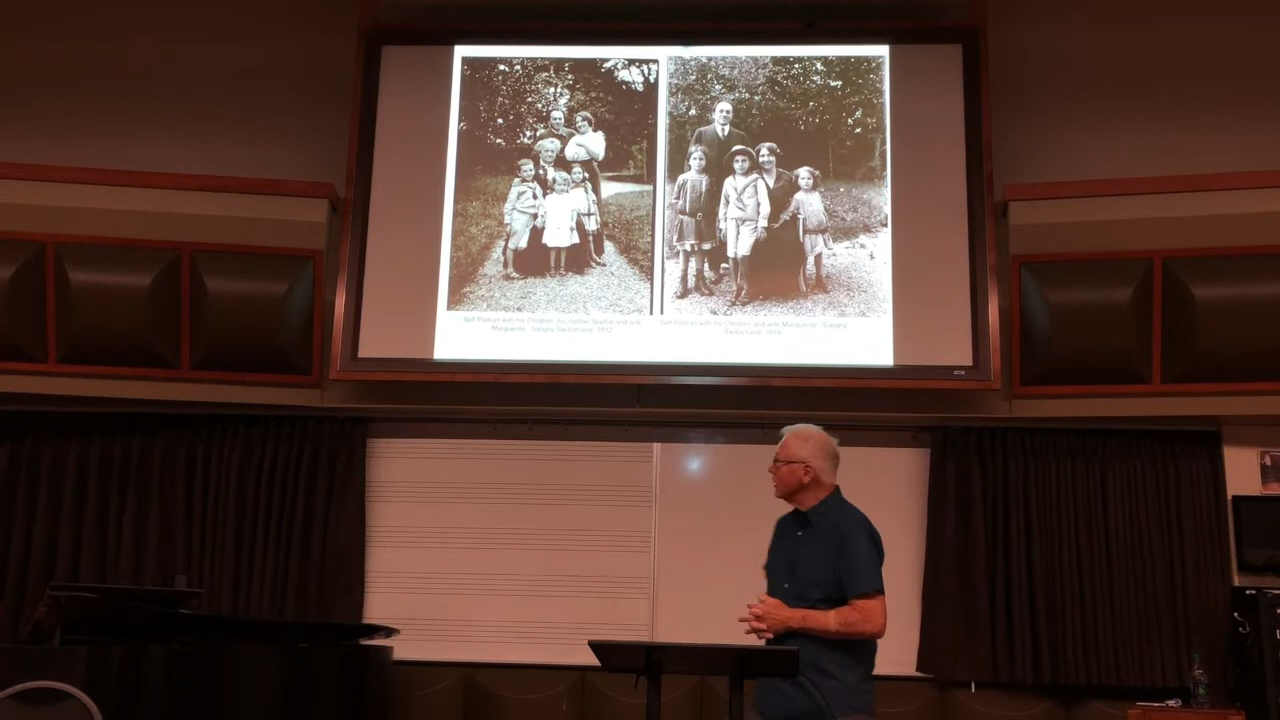 Self Portrait with his Children, his mother Sophie and wife
Marguerite. Satigny Switzerland, 1912
Self Portrait with his Children and wife Marguerite. Satigny,
Switzerland, 1914